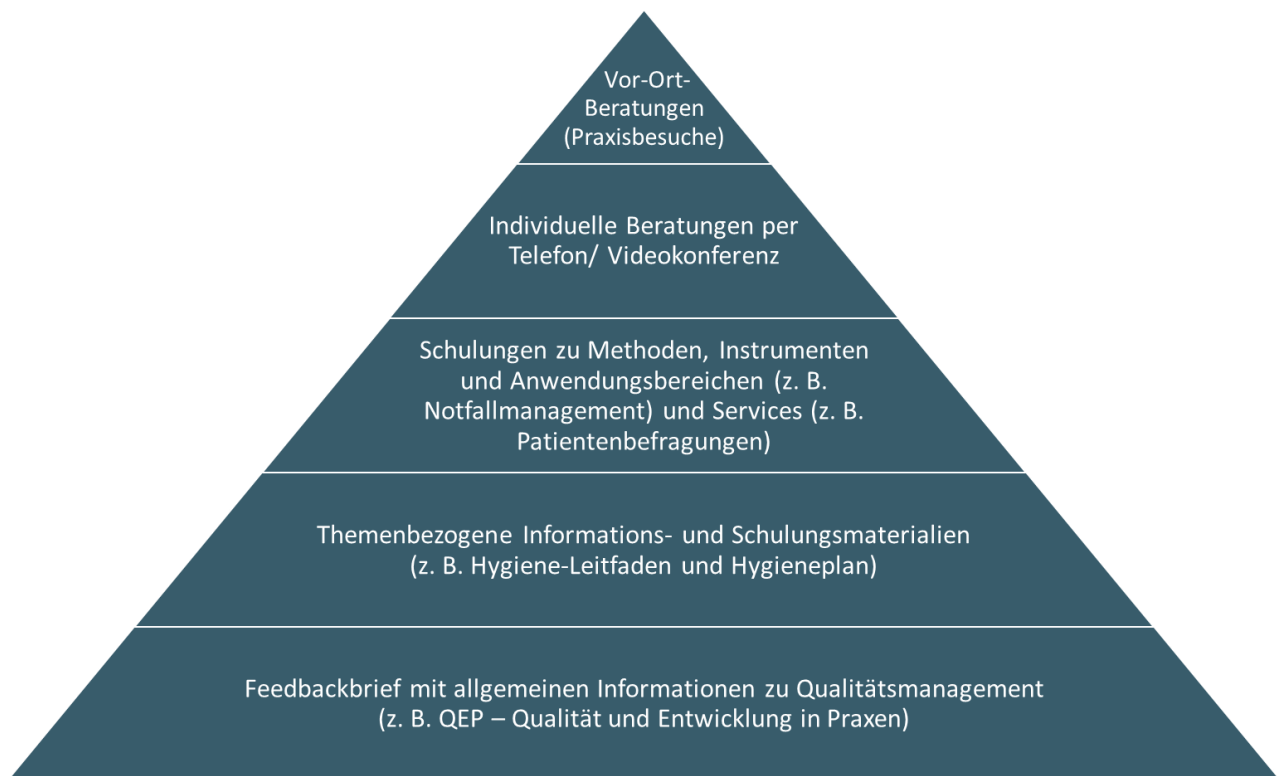 Vor-Ort-
Beratungen
(Praxisbesuche)
Individuelle Beratungen per
Telefon/ Videokonferenz
Schulungen zu Methoden, Instrumenten
und Anwendungsbereichen (z. B.
Notfallmanagement) und Services (z. B.
Patientenbefragungen)
Themenbezogene Informations- und Schulungsmaterialien
(z. B. Hygiene-Leitfaden und Hygieneplan)
Feedbackbrief mit allgemeinen Informationen zu Qualitätsmanagement
(z. B. QEP – Qualität und Entwicklung in Praxen)